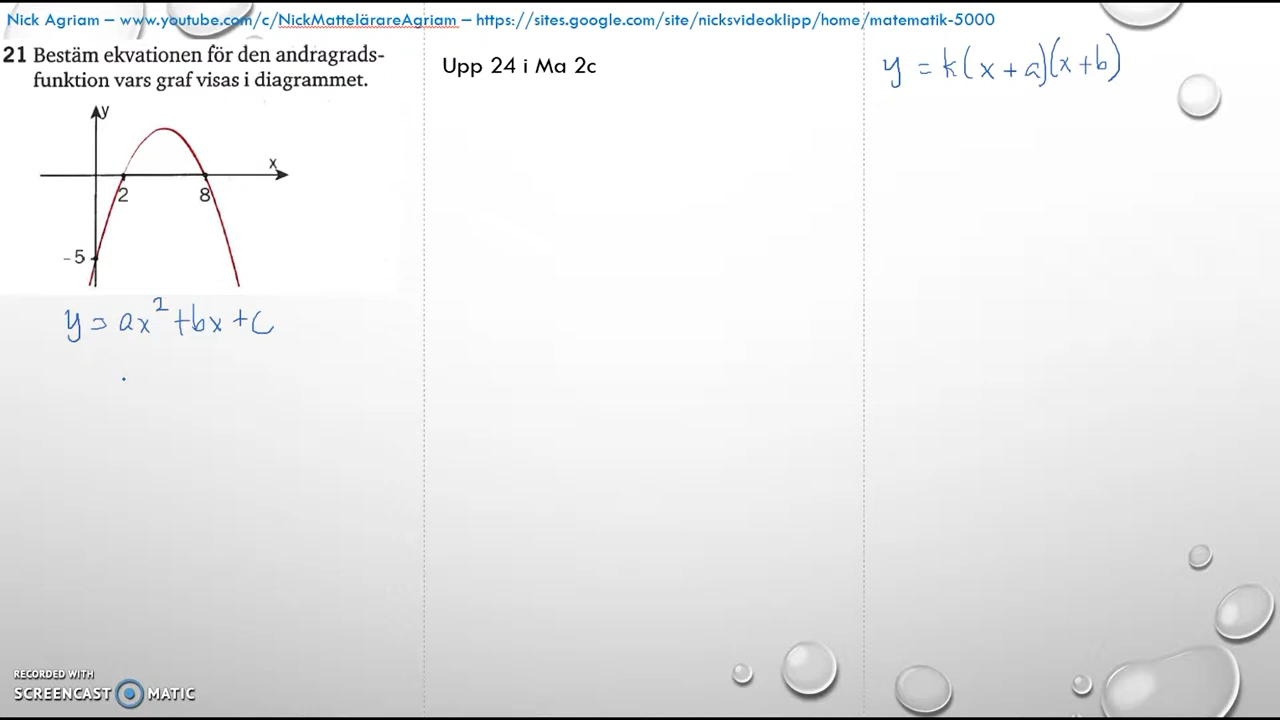 Nick Agriam – www.youtube.com/c/NickMattelärareAgriam – https://sites.google.com/site/nicksvideoklipp/home/matematik-5000
21 Bestäm ekvationen för den andragrads-
funktion vars graf visas i diagrammet.
y
x
2
8
-5
y = ax² + bx + c
Upp 24 i Ma 2c
y = k(x + a)(x + b)
RECORDED WITH
SCREENCAST MATIC